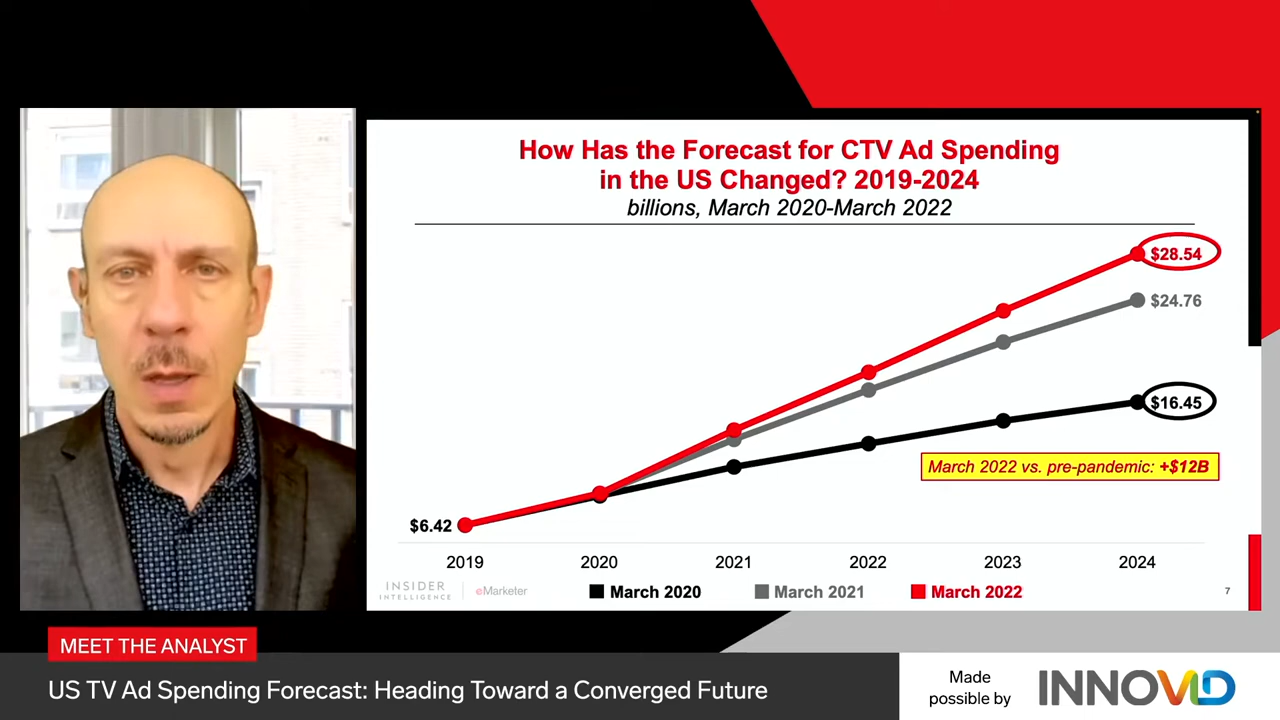 How Has the Forecast for CTV Ad Spending
in the US Changed? 2019-2024
billions, March 2020-March 2022
$28.54
$24.76
$16.45
March 2022 vs. pre-pandemic: +$12B
$6.42
2019 2020 2021 2022 2023 2024
INSIDER
INTELLIGENCE
eMarketer
March 2020 March 2021 March 2022
7
MEET THE ANALYST
US TV Ad Spending Forecast: Heading Toward a Converged Future
Made
possible by
INNOVID